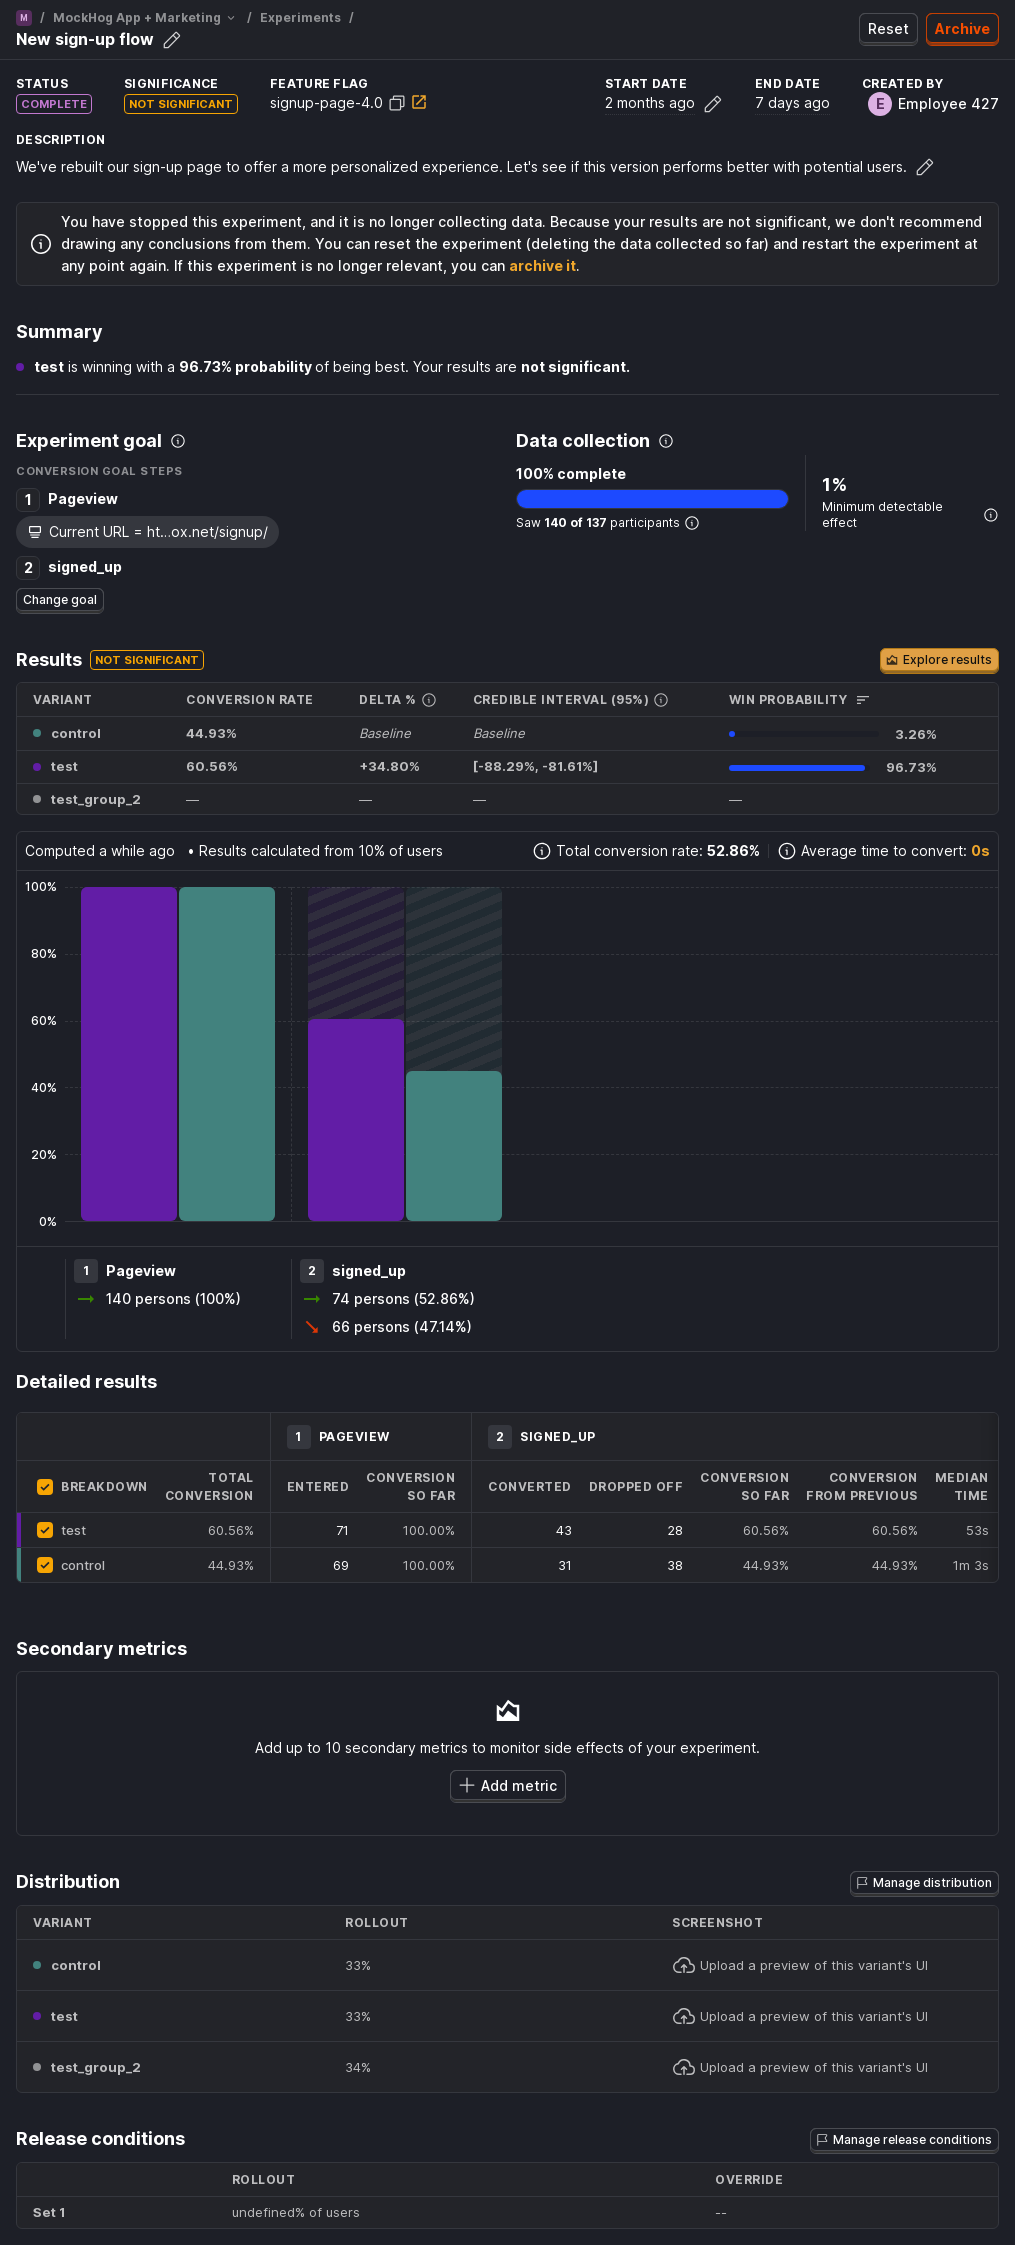 M / MockHog App + Marketing / Experiments /
New sign-up flow
Reset Archive
STATUS SIGNIFICANCE FEATURE FLAG START DATE END DATE CREATED BY
COMPLETE NOT SIGNIFICANT signup-page-4.0 2 months ago 7 days ago E Employee 427
DESCRIPTION
We've rebuilt our sign-up page to offer a more personalized experience. Let's see if this version performs better with potential users.
You have stopped this experiment, and it is no longer collecting data. Because your results are not significant, we don't recommend
drawing any conclusions from them. You can reset the experiment (deleting the data collected so far) and restart the experiment at
any point again. If this experiment is no longer relevant, you can archive it.
Summary
test is winning with a 96.73% probability of being best. Your results are not significant.
Experiment goal
CONVERSION GOAL STEPS
1 Pageview
Current URL = ht...ox.net/signup/
2 signed_up
Change goal
Data collection
100% complete
Saw 140 of 137 participants
1%
Minimum detectable
effect
Results NOT SIGNIFICANT Explore results
VARIANT CONVERSION RATE DELTA % CREDIBLE INTERVAL (95%) WIN PROBABILITY
control 44.93% Baseline Baseline 3.26%
test 60.56% +34.80% [-88.29%, -81.61%] 96.73%
test_group_2 — — — —
Computed a while ago • Results calculated from 10% of users Total conversion rate: 52.86% Average time to convert: 0s
100%
80%
60%
40%
20%
0%
1 Pageview 2 signed_up
140 persons (100%) 74 persons (52.86%)
66 persons (47.14%)
Detailed results
1 PAGEVIEW 2 SIGNED_UP
BREAKDOWN TOTAL CONVERSION ENTERED CONVERSION SO FAR CONVERTED DROPPED OFF CONVERSION SO FAR CONVERSION FROM PREVIOUS MEDIAN TIME
test 60.56% 71 100.00% 43 28 60.56% 60.56% 53s
control 44.93% 69 100.00% 31 38 44.93% 44.93% 1m 3s
Secondary metrics
Add up to 10 secondary metrics to monitor side effects of your experiment.
Add metric
Distribution Manage distribution
VARIANT ROLLOUT SCREENSHOT
control 33% Upload a preview of this variant's UI
test 33% Upload a preview of this variant's UI
test_group_2 34% Upload a preview of this variant's UI
Release conditions Manage release conditions
ROLLOUT OVERRIDE
Set 1 undefined% of users --